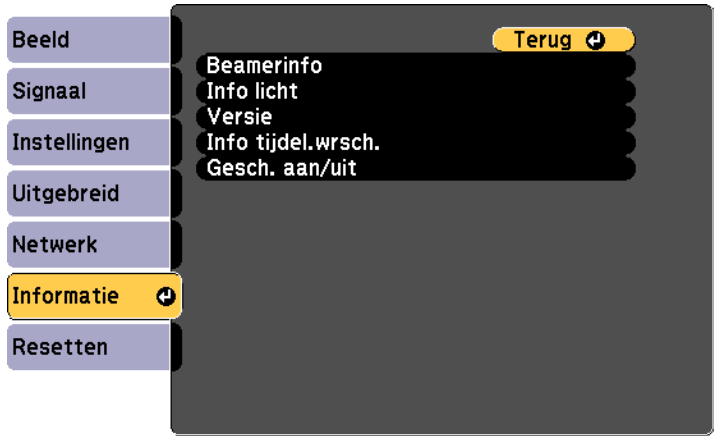 Beeld
Signaal
Instellingen
Uitgebreid
Netwerk
Informatie
Resetten
Terug
Beamerinfo
Info licht
Versie
Info tijdel.wrsch.
Gesch. aan/uit